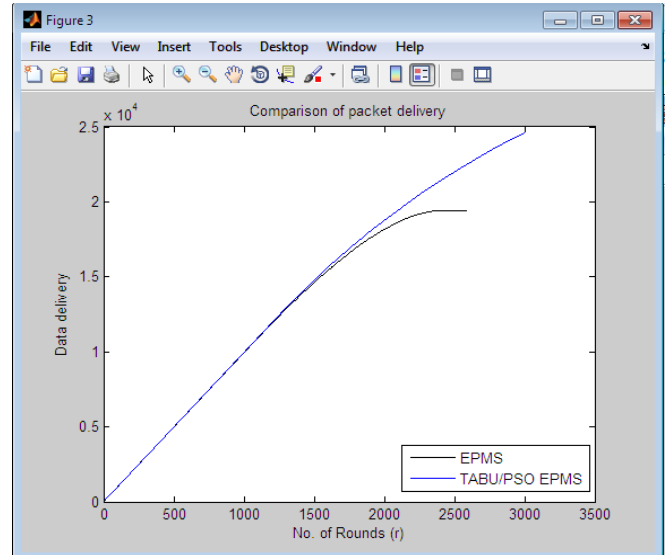 Figure 3
File Edit View Insert Tools Desktop Window Help
Comparison of packet delivery
x 10^4
2.5
2
1.5
1
0.5
0
Data delivery
0 500 1000 1500 2000 2500 3000 3500
No. of Rounds (r)
EPMS
TABU/PSO EPMS